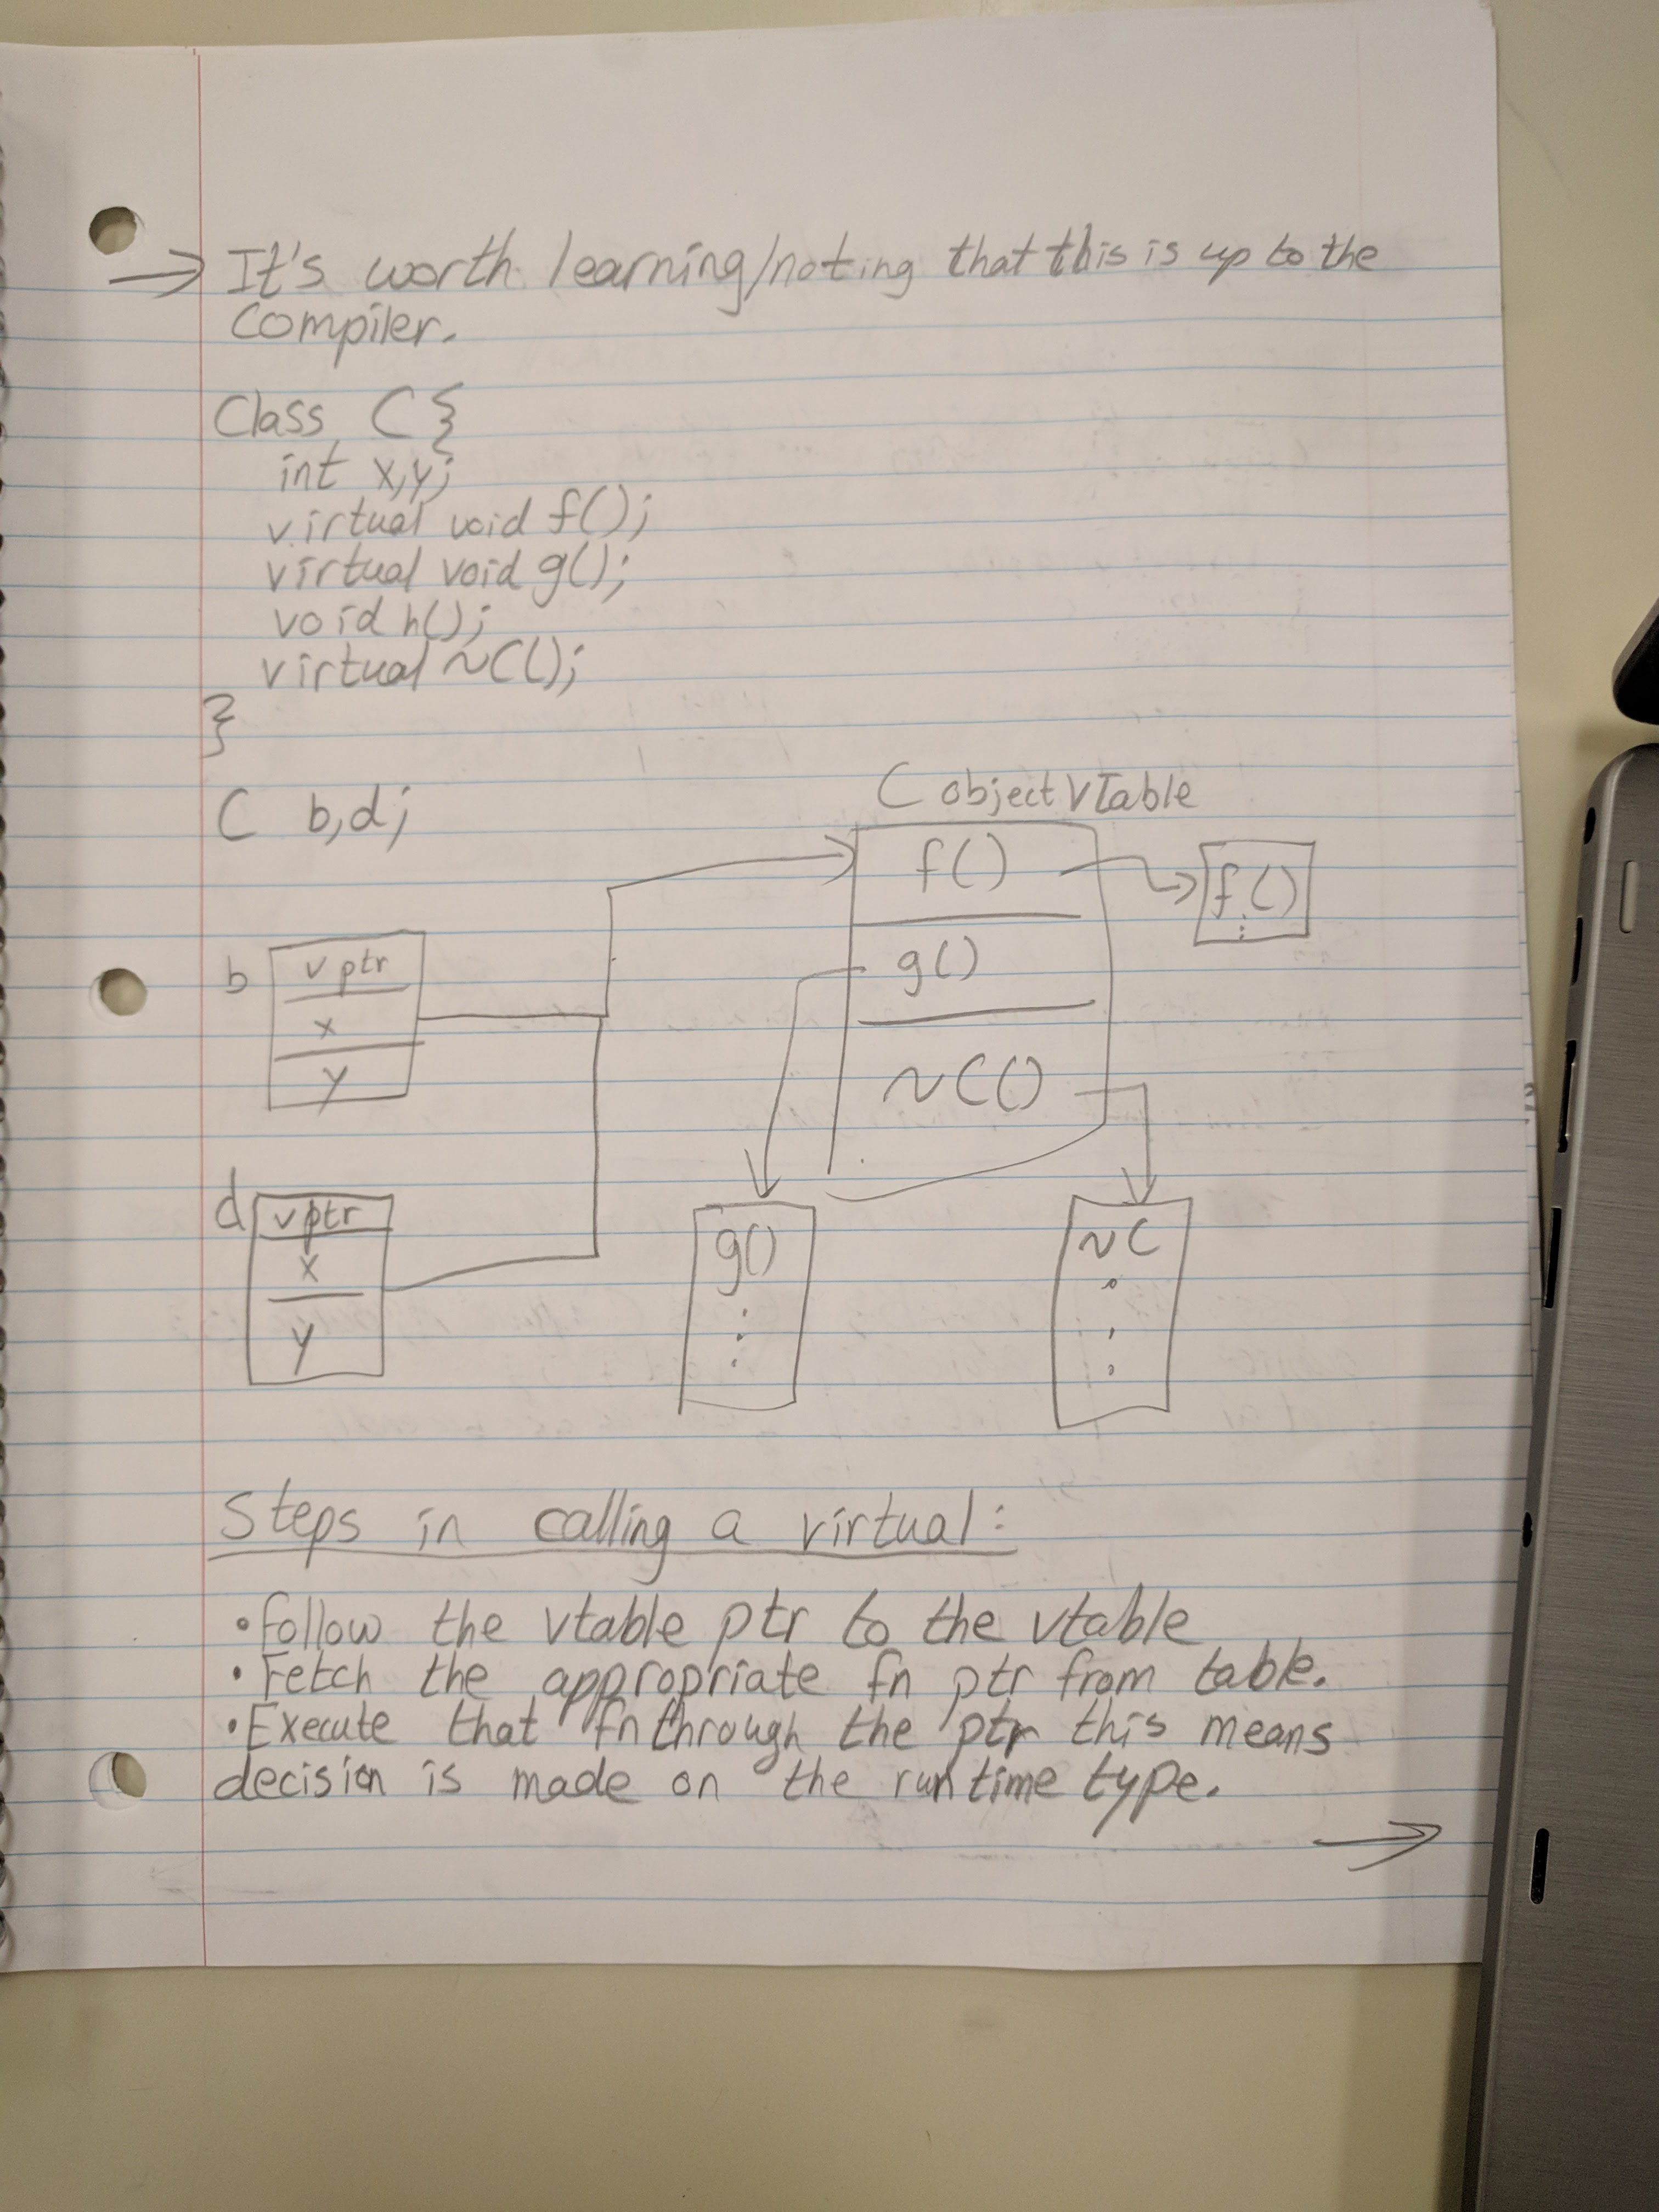 → It's worth learning/noting that this is up to the
Compiler.
Class C {
int x,y;
virtual void f();
virtual void g();
void h();
virtual ~C();
}
C b,d;
C object vTable
f()
f()
g()
~C()
b
vptr
x
y
d
vptr
x
y
g()
~C
Steps in calling a virtual:
• Follow the vtable ptr to the vtable
• Fetch the appropriate fn ptr from table.
• Execute that fn through the ptr this means
decision is made on the runtime type.
→